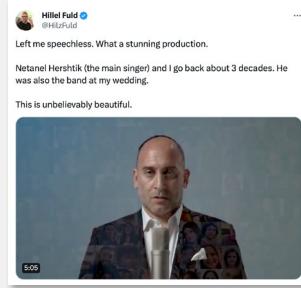 Hillel Fuld
@HilzFuld
Left me speechless. What a stunning production.
Netanel Hershtik (the main singer) and I go back about 3 decades. He
was also the band at my wedding.
This is unbelievably beautiful.
5:05